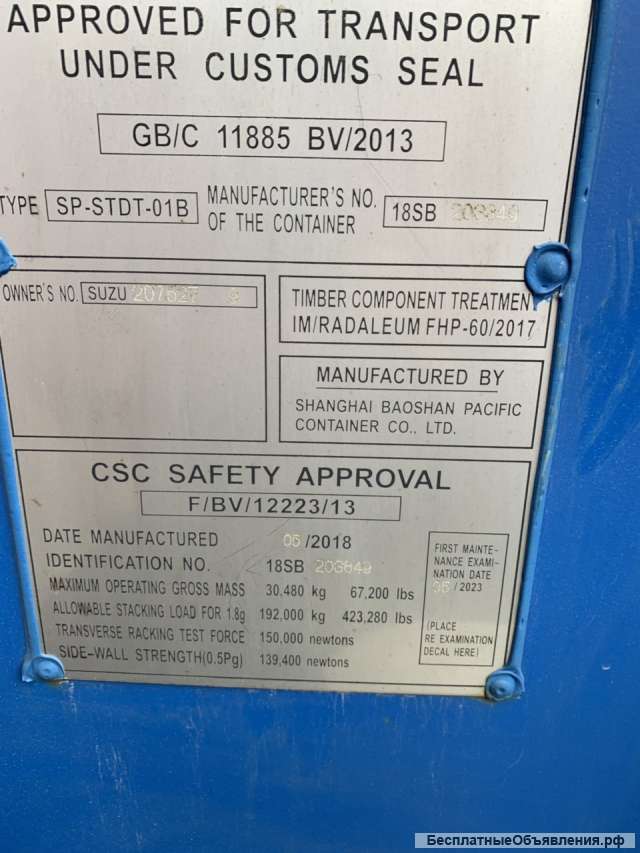 APPROVED FOR TRANSPORT
UNDER CUSTOMS SEAL
GB/C 11885 BV/2013
TYPE SP-STDT-01B
MANUFACTURER'S NO.
OF THE CONTAINER
18SB
OWNER'S NO. SUZU
TIMBER COMPONENT TREATMENT
IM/RADALEUM FHP-60/2017
MANUFACTURED BY
SHANGHAI BAOSHAN PACIFIC
CONTAINER CO., LTD.
CSC SAFETY APPROVAL
F/BV/12223/13
DATE MANUFACTURED 05/2018
IDENTIFICATION NO. 18SB
MAXIMUM OPERATING GROSS MASS 30.480 kg 67.200 lbs
ALLOWABLE STACKING LOAD FOR 1.8g 192,000 kg 423.280 lbs
TRANSVERSE RACKING TEST FORCE 150,000 newtons
SIDE-WALL STRENGTH(0.5Pg) 139,400 newtons
FIRST MAINTE-
NANCE EXAMI-
NATION DATE
05/2023
(PLACE
RE EXAMINATION
DECAL HERE)
БесплатныеОбъявления.рф